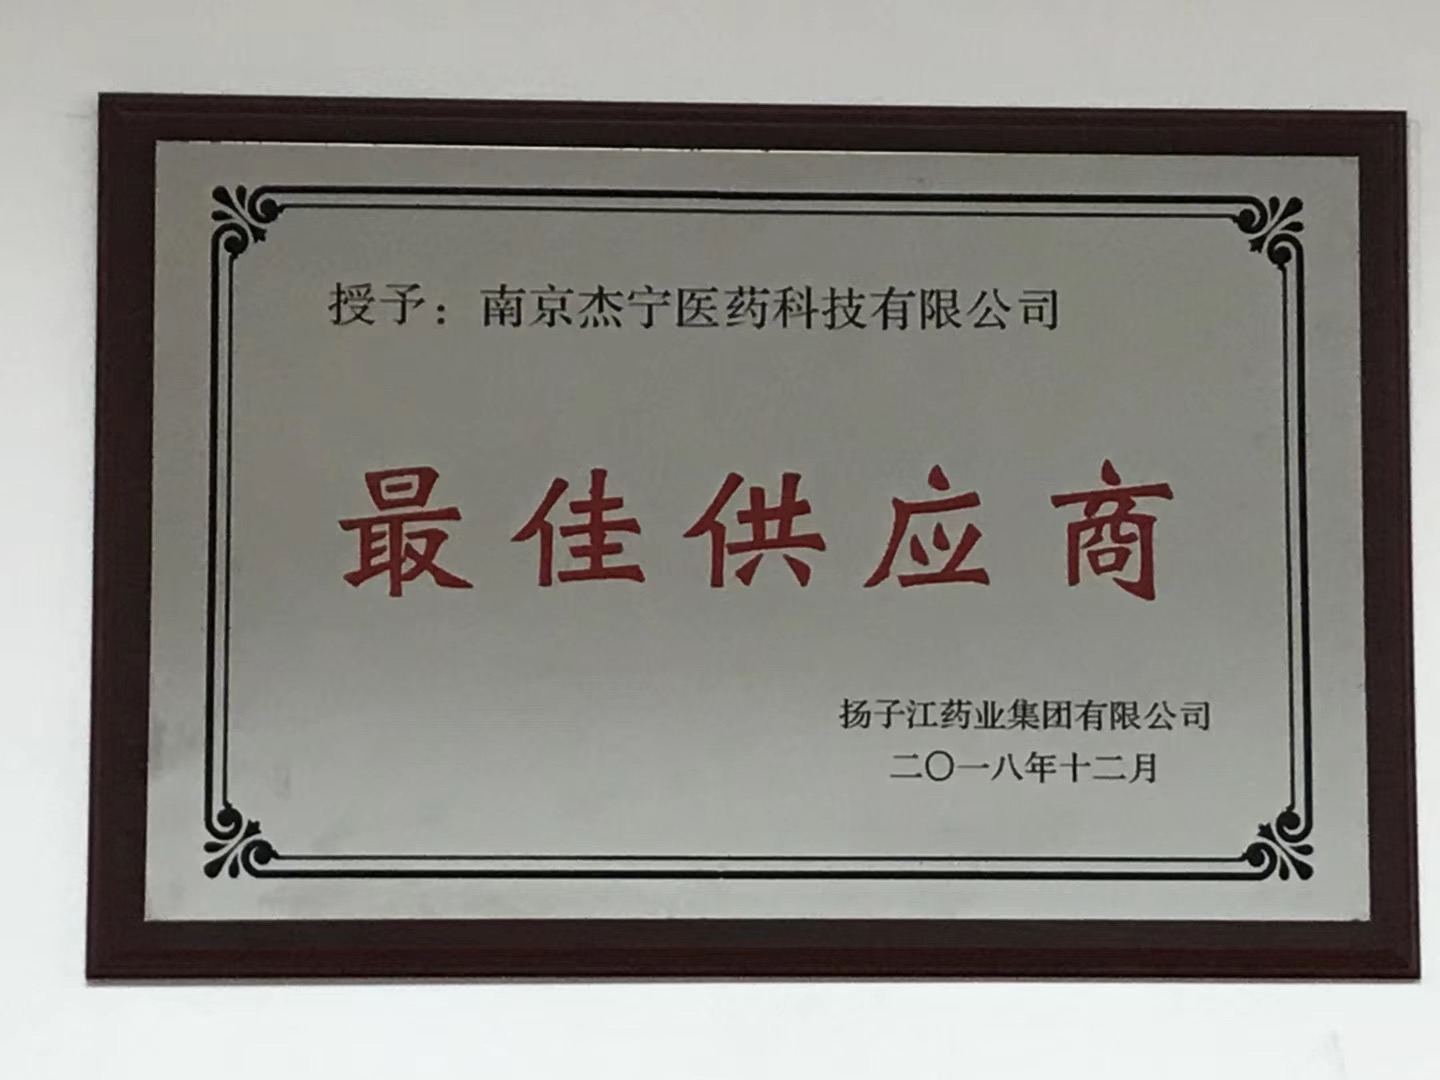 授予：南京杰宁医药科技有限公司
最佳供应商
扬子江药业集团有限公司
二〇一八年十二月